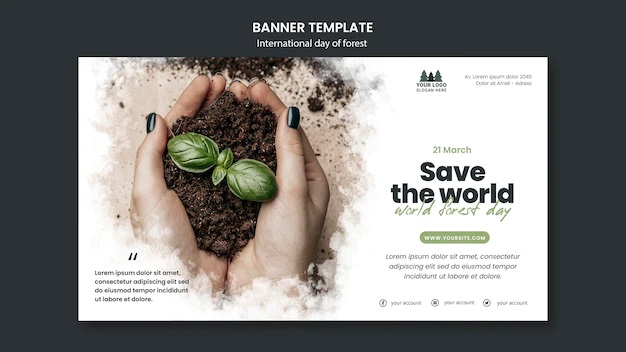 BANNER TEMPLATE
International day of forest
YOUR LOGO
SLOGAN HERE
Av. Lorem ipsum dolor 2045
Dolor sit Amer - Adress
21 March
Save
the world
world forest day
WWW.YOURSITE.COM
Lorem ipsum dolor sit amet,
consectetur adipiscing elit, sed
do eiusmod tempor incididunt
ut labore et dolore.
your account
your account
your account
"
Lorem ipsum dolor sit amet,
consectetur adipiscing elit, sed
do eiusmod tempor incididunt
ut labore et dolore.